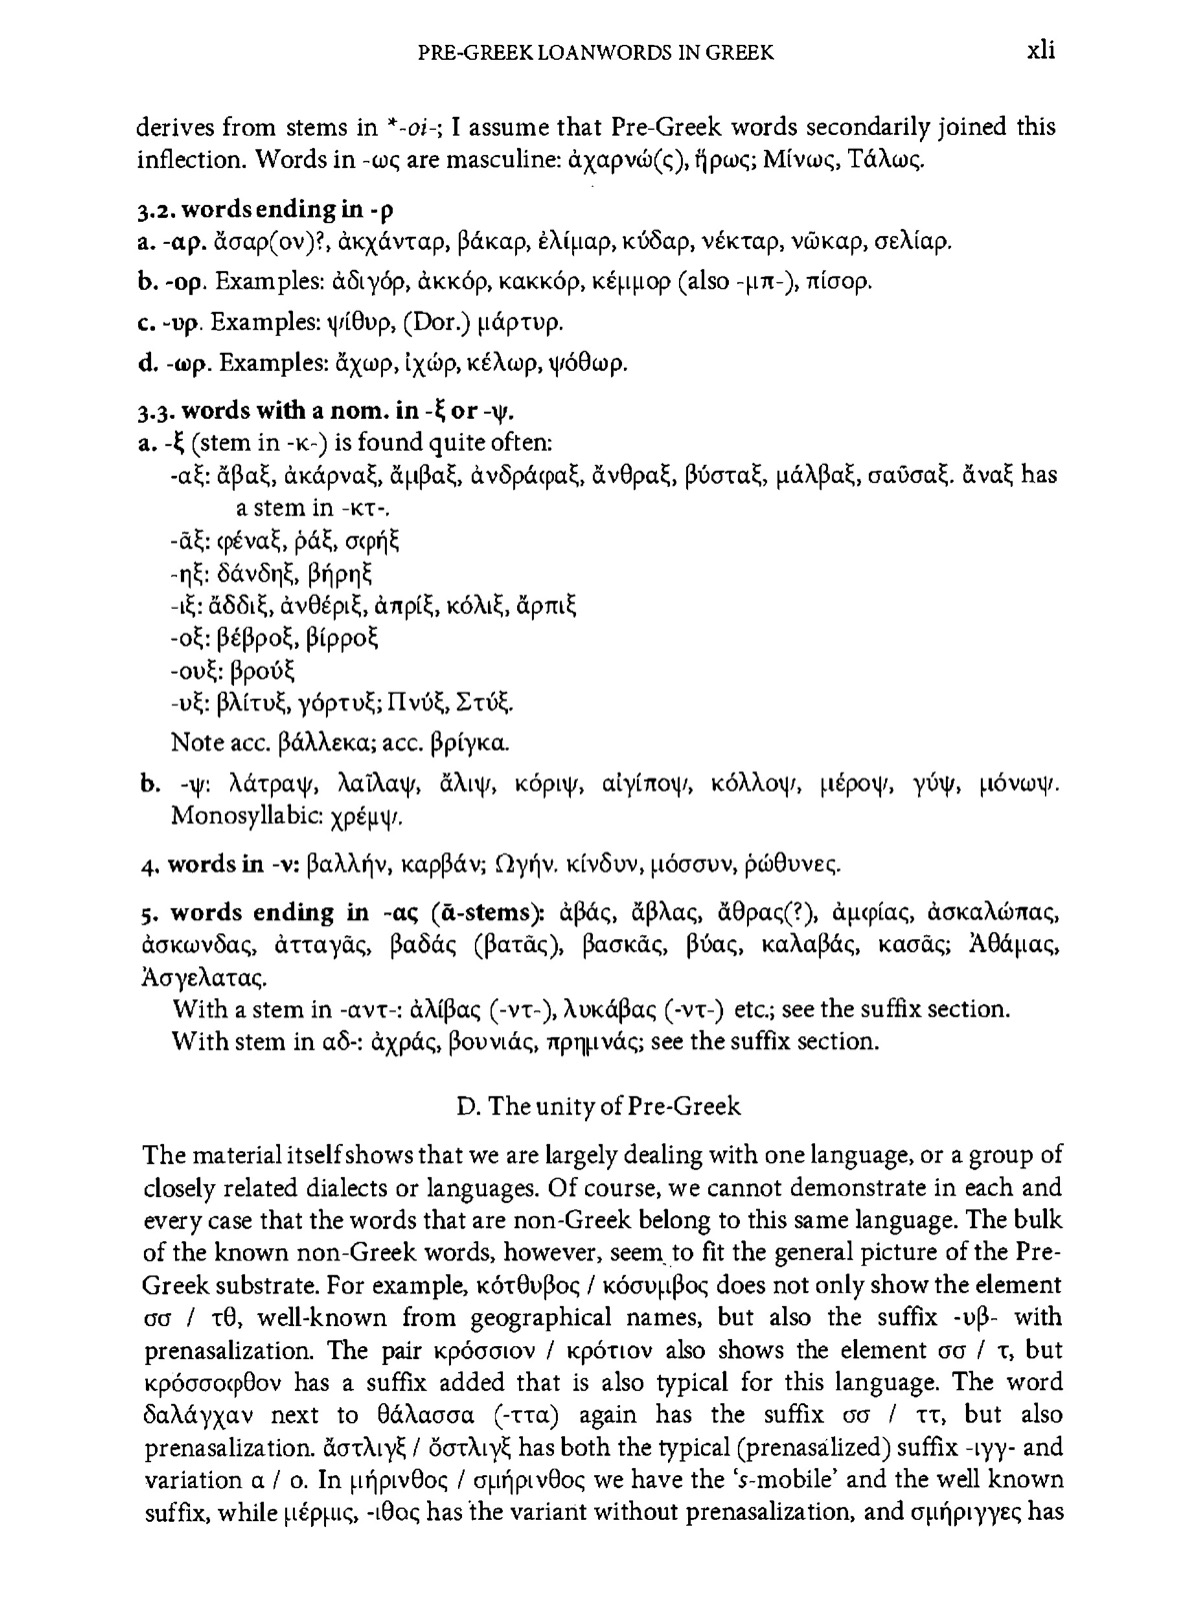 PRE-GREEK LOANWORDS IN GREEK xli
derives from stems in *-oi-; I assume that Pre-Greek words secondarily joined this
inflection. Words in -ως are masculine: ἀχαρνώ(ς), ἥρως; Μίνως, Τάλως.
3.2. words ending in -ρ
a. -αρ. ἄσαρ(ον)?, ἀκχάνταρ, βάκαρ, ἐλίμαρ, κύδαρ, νέκταρ, νῶκαρ, σελίαρ.
b. -ορ. Examples: ἀδιγόρ, ἀκκόρ, κακκόρ, κέμμορ (also -μπ-), πίσορ.
c. -υρ. Examples: ψίθυρ, (Dor.) μάρτυρ.
d. -ωρ. Examples: ἄχωρ, ἰχώρ, κέλωρ, ψόθωρ.
3.3. words with a nom. in -ξ or -ψ.
a. -ξ (stem in -κ-) is found quite often:
-αξ: ἄβαξ, ἀκάρναξ, ἄμβαξ, ἀνδράφαξ, ἄνθραξ, βύσταξ, μάλβαξ, σαῦσαξ. ἄναξ has
a stem in -κτ-.
-ᾱξ: φέναξ, ῥάξ, σφήξ
-ηξ: δάνδηξ, βήρηξ
-ιξ: ἄδδιξ, ἀνθέριξ, ἀπρίξ, κόλιξ, ἄρπιξ
-οξ: βέβροξ, βίρροξ
-ουξ: βρούξ
-υξ: βλίτυξ, γόρτυξ; Πνύξ, Στύξ.
Note acc. βάλλεκα; acc. βρίγκα.
b. -ψ: λάτραψ, λαῖλαψ, ἄλιψ, κόριψ, αἰγίποψ, κόλλοψ, μέροψ, γύψ, μόνωψ.
Monosyllabic: χρέμψ.
4. words in -ν: βαλλήν, καρβάν; Ωγήν. κίνδυν, μόσσυν, ῥώθυνες.
5. words ending in -ας (ᾱ-stems): ἀβάς, ἄβλας, ἄθρας(?), ἀμφίας, ἀσκαλώπας,
ἀσκωνδας, ἀτταγᾶς, βαδάς (βατᾶς), βασκᾶς, βύας, καλαβάς, κασᾶς; Ἀθάμας,
Ἀσγελατας.
With a stem in -αντ-: ἀλίβας (-ντ-), λυκάβας (-ντ-) etc.; see the suffix section.
With stem in αδ-: ἀχράς, βουνιάς, πρημνάς; see the suffix section.
D. The unity of Pre-Greek
The material itself shows that we are largely dealing with one language, or a group of
closely related dialects or languages. Of course, we cannot demonstrate in each and
every case that the words that are non-Greek belong to this same language. The bulk
of the known non-Greek words, however, seem to fit the general picture of the Pre-
Greek substrate. For example, κότθυβος / κόσυμβος does not only show the element
σσ / τθ, well-known from geographical names, but also the suffix -υβ- with
prenasalization. The pair κρόσσιον / κρότιον also shows the element σσ / τ, but
κρόσσοφθον has a suffix added that is also typical for this language. The word
δαλάγχαν next to θάλασσα (-ττα) again has the suffix σσ / ττ, but also
prenasalization. ἄστλιγξ / ὄστλιγξ has both the typical (prenasalized) suffix -ιγγ- and
variation α / ο. In μήρινθος / σμήρινθος we have the ‘s-mobile’ and the well known
suffix, while μέρμις, -ιθος has the variant without prenasalization, and σμήριγγες has